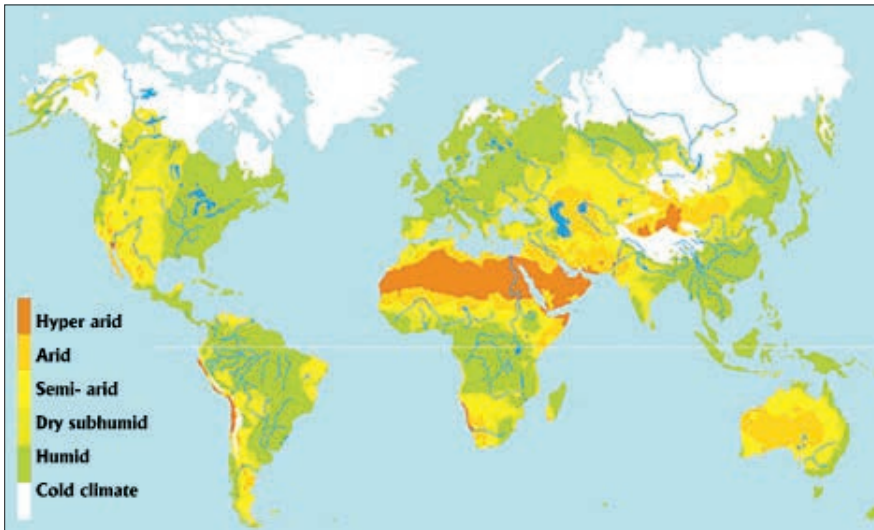 Hyper arid
Arid
Semi- arid
Dry subhumid
Humid
Cold climate